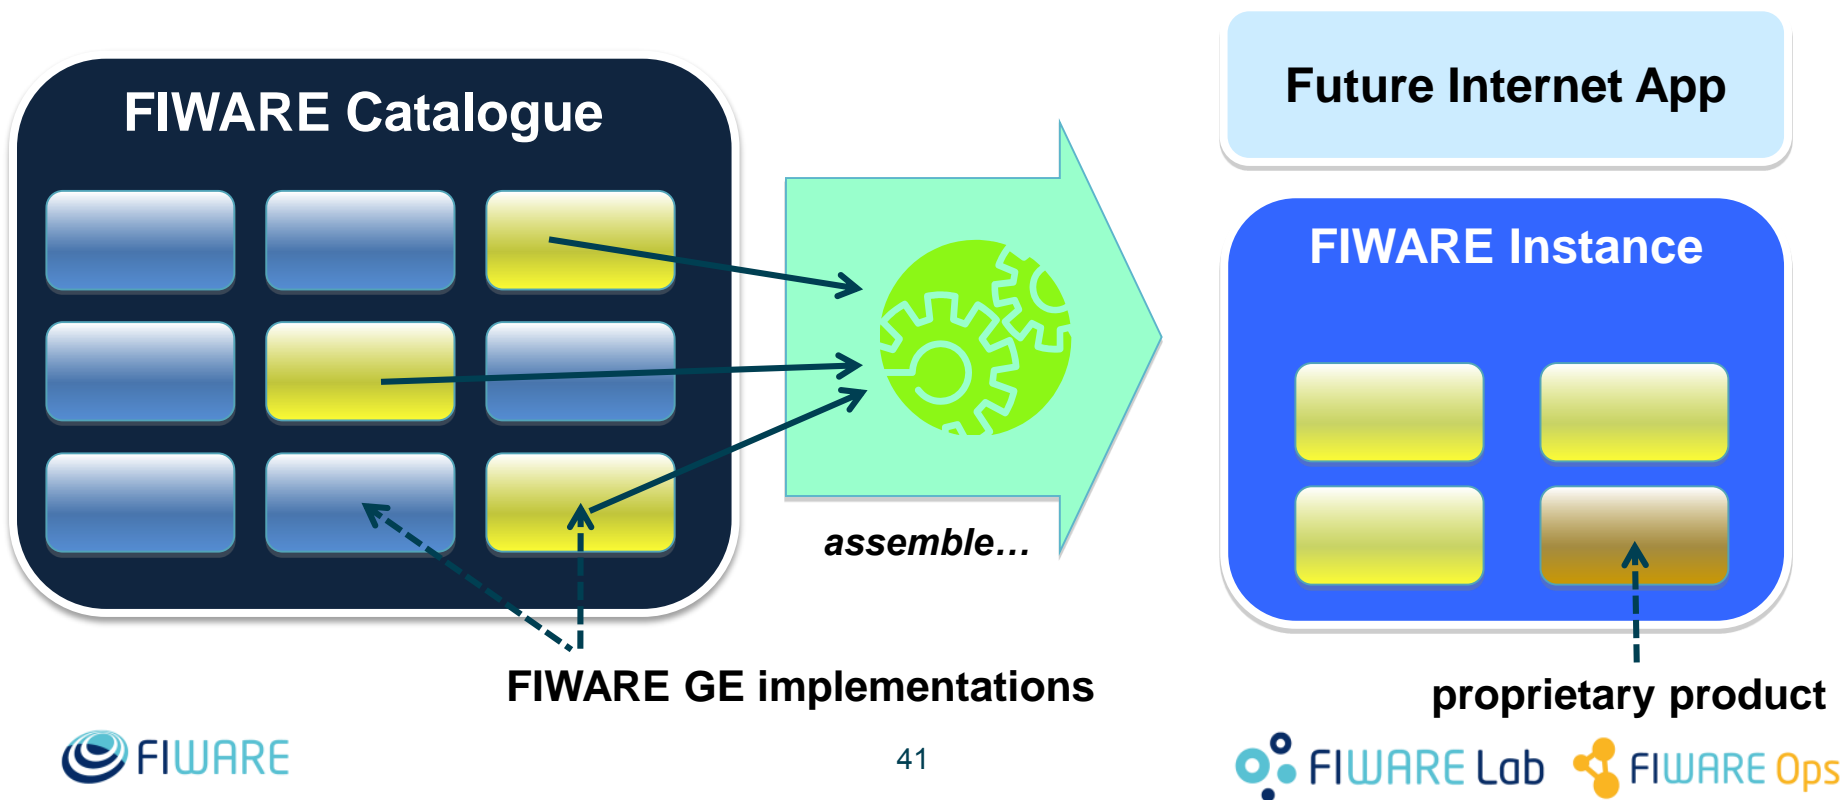 FIWARE Catalogue
assemble…
FIWARE GE implementations
Future Internet App
FIWARE Instance
proprietary product
FIWARE
41
FIWARE Lab
FIWARE Ops